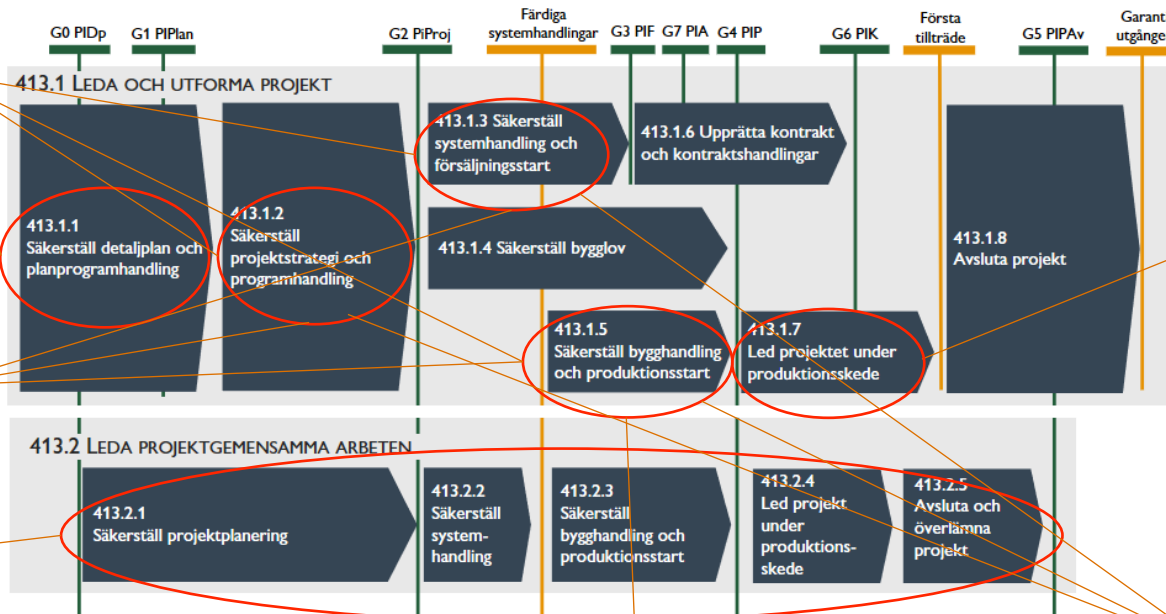 G0 PIDp
G1 PIPlan
G2 PiProj
Färdiga
systemhandlingar
G3 PIF
G7 PIA
G4 PIP
G6 PIK
Första
tillträde
G5 PIPAv
Garant
utgånge
413.1 LEDA OCH UTFORMA PROJEKT
413.1.1
Säkerställ detaljplan och
planprogramhandling
413.1.2
Säkerställ
projektstrategi och
programhandling
413.1.3 Säkerställ
systemhandling och
försäljningsstart
413.1.6 Upprätta kontrakt
och kontraktshandlingar
413.1.4 Säkerställ bygglov
413.1.5
Säkerställ bygghandling
och produktionsstart
413.1.7
Led projektet under
produktionsskede
413.1.8
Avsluta projekt
413.2 LEDA PROJEKTGEMENSAMMA ARBETEN
413.2.1
Säkerställ projektplanering
413.2.2
Säkerställ
system-
handling
413.2.3
Säkerställ
bygghandling och
produktionsstart
413.2.4
Led projekt
under
produktions-
skede
413.2.5
Avsluta och
överlämna
projekt